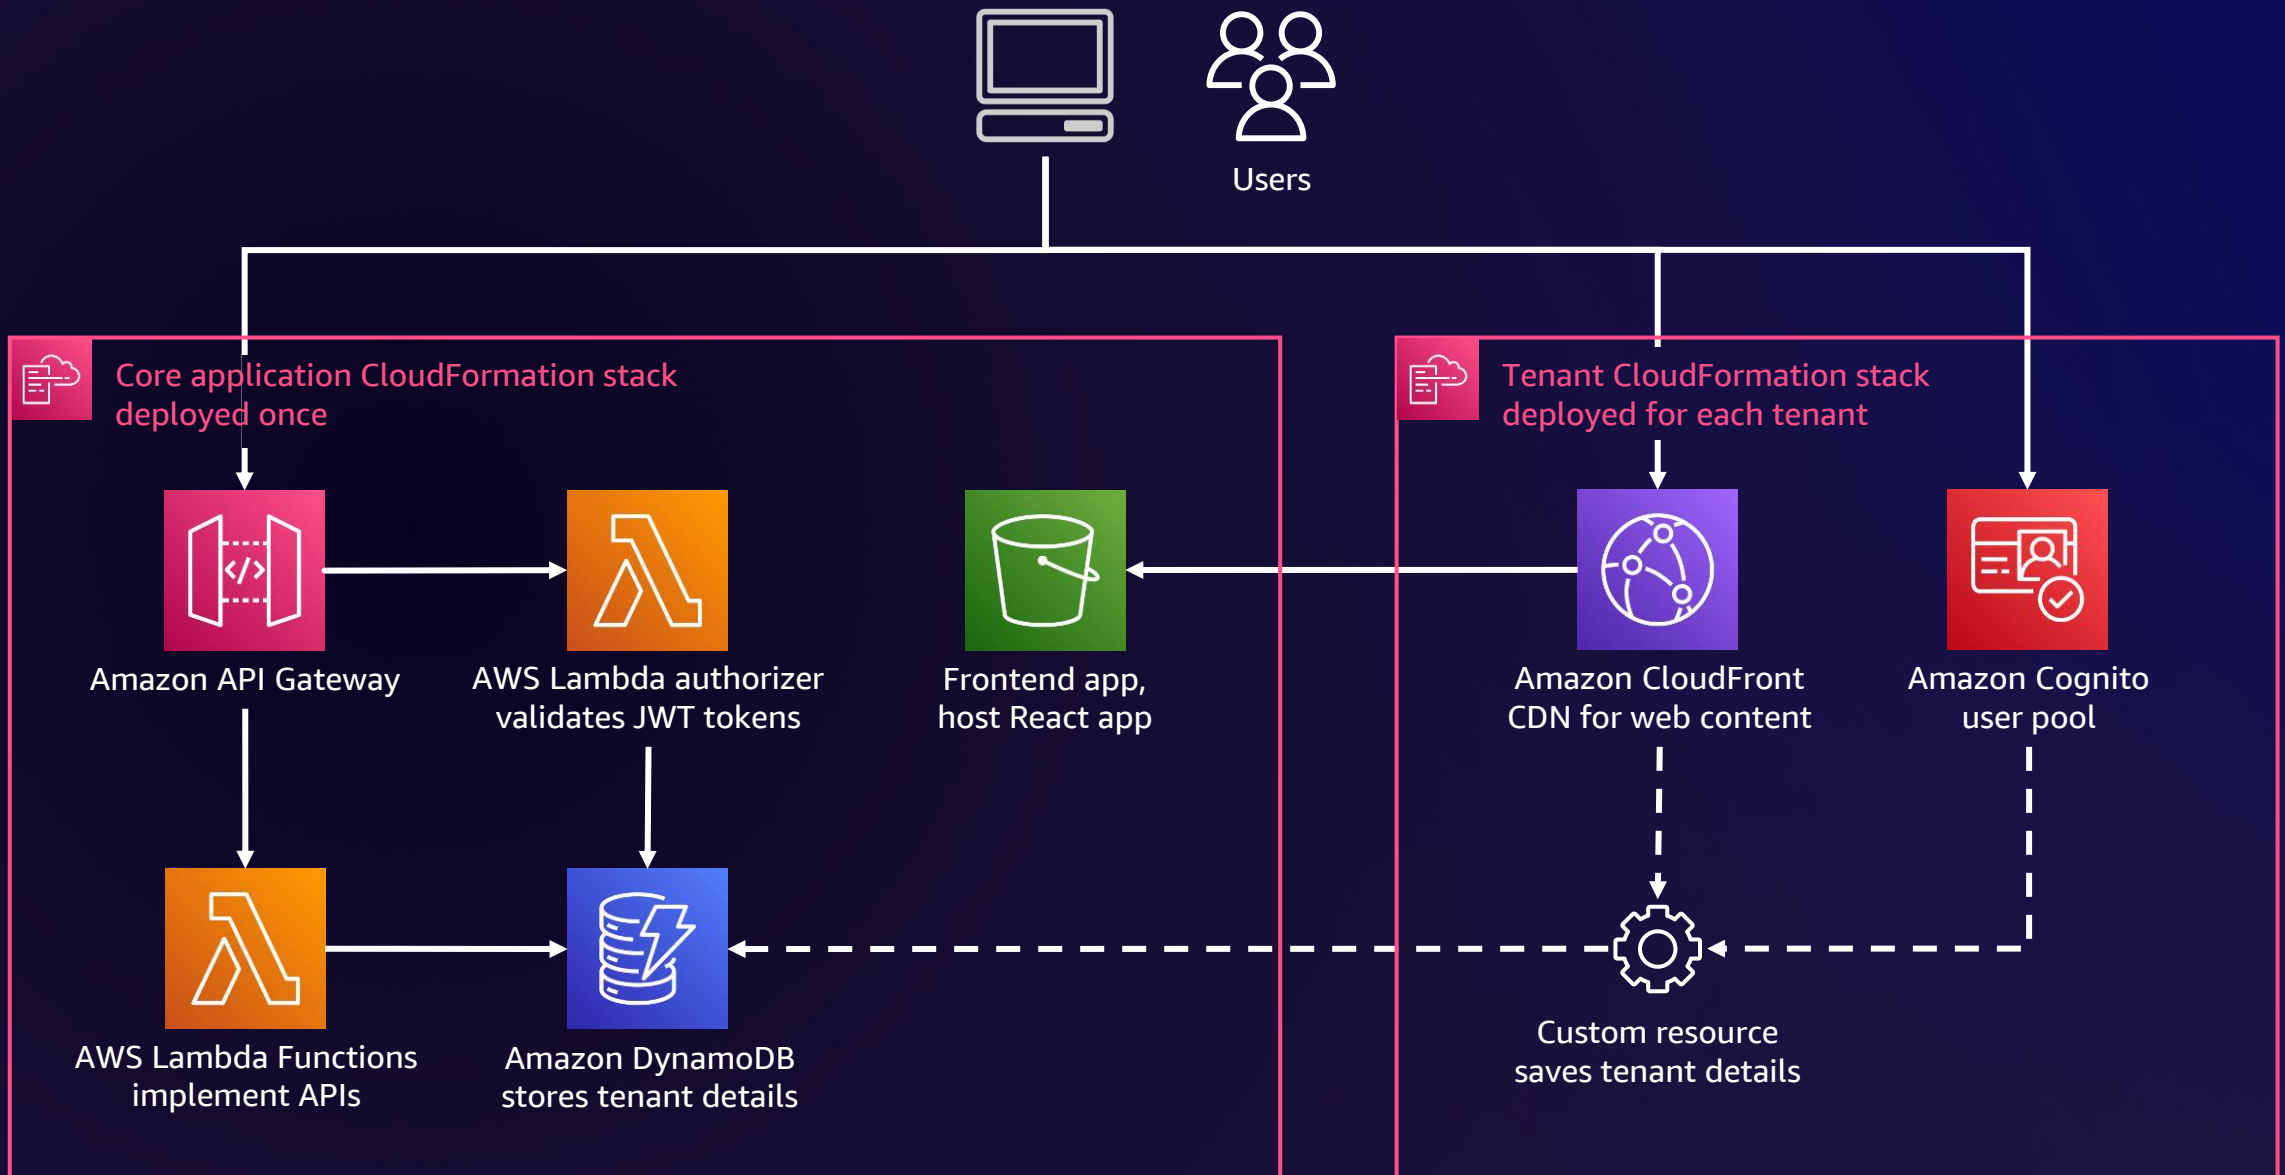 Users
Core application CloudFormation stack
deployed once
Tenant CloudFormation stack
deployed for each tenant
Amazon API Gateway
AWS Lambda authorizer
validates JWT tokens
Frontend app,
host React app
Amazon CloudFront
CDN for web content
Amazon Cognito
user pool
AWS Lambda Functions
implement APIs
Amazon DynamoDB
stores tenant details
Custom resource
saves tenant details